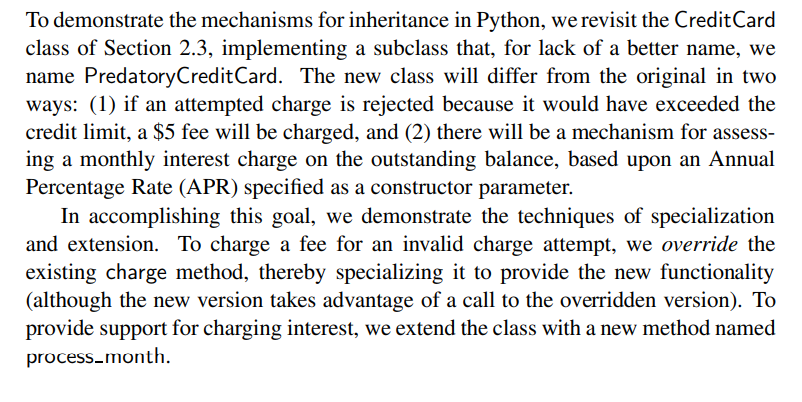 To demonstrate the mechanisms for inheritance in Python, we revisit the CreditCard
class of Section 2.3, implementing a subclass that, for lack of a better name, we
name PredatoryCreditCard. The new class will differ from the original in two
ways: (1) if an attempted charge is rejected because it would have exceeded the
credit limit, a $5 fee will be charged, and (2) there will be a mechanism for assess-
ing a monthly interest charge on the outstanding balance, based upon an Annual
Percentage Rate (APR) specified as a constructor parameter.
In accomplishing this goal, we demonstrate the techniques of specialization
and extension. To charge a fee for an invalid charge attempt, we override the
existing charge method, thereby specializing it to provide the new functionality
(although the new version takes advantage of a call to the overridden version). To
provide support for charging interest, we extend the class with a new method named
process_month.